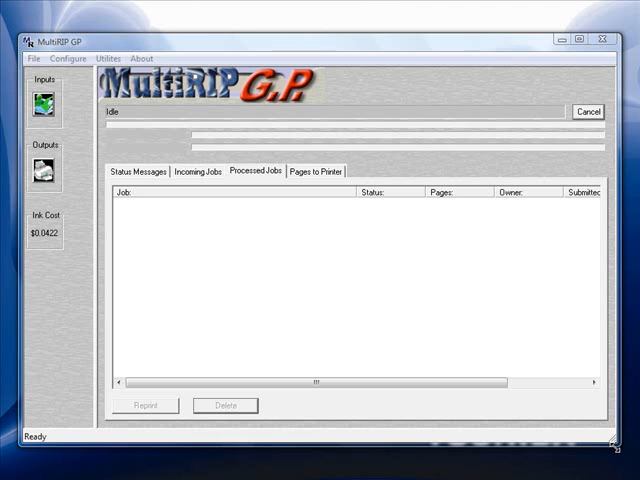 MultiRIP GP
File Configure Utilites About
Inputs
MultiRIP G.P.
Idle
Cancel
Outputs
Status Messages Incoming Jobs Processed Jobs Pages to Printer
Job: Status: Pages: Owner: Submitted
Ink Cost
$0.0422
Reprint Delete
Ready